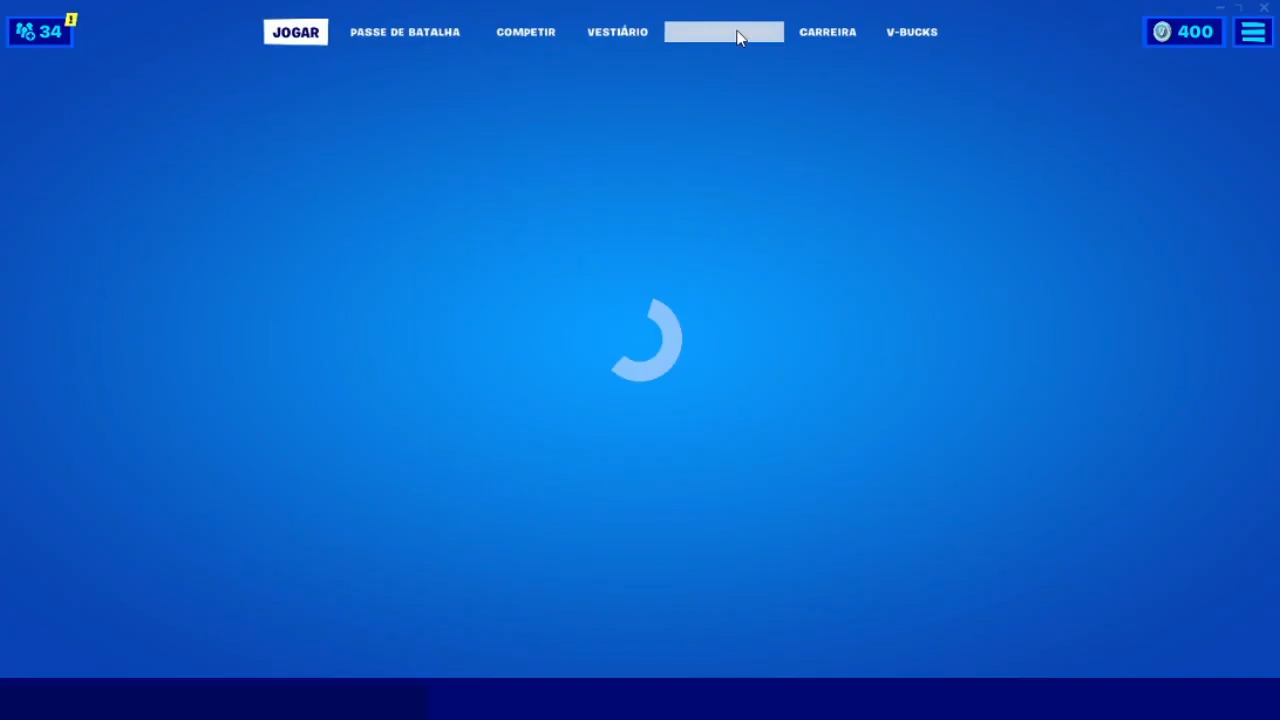 34
!
JOGAR
PASSE DE BATALHA
COMPETIR
VESTIÁRIO
CARREIRA
V-BUCKS
400